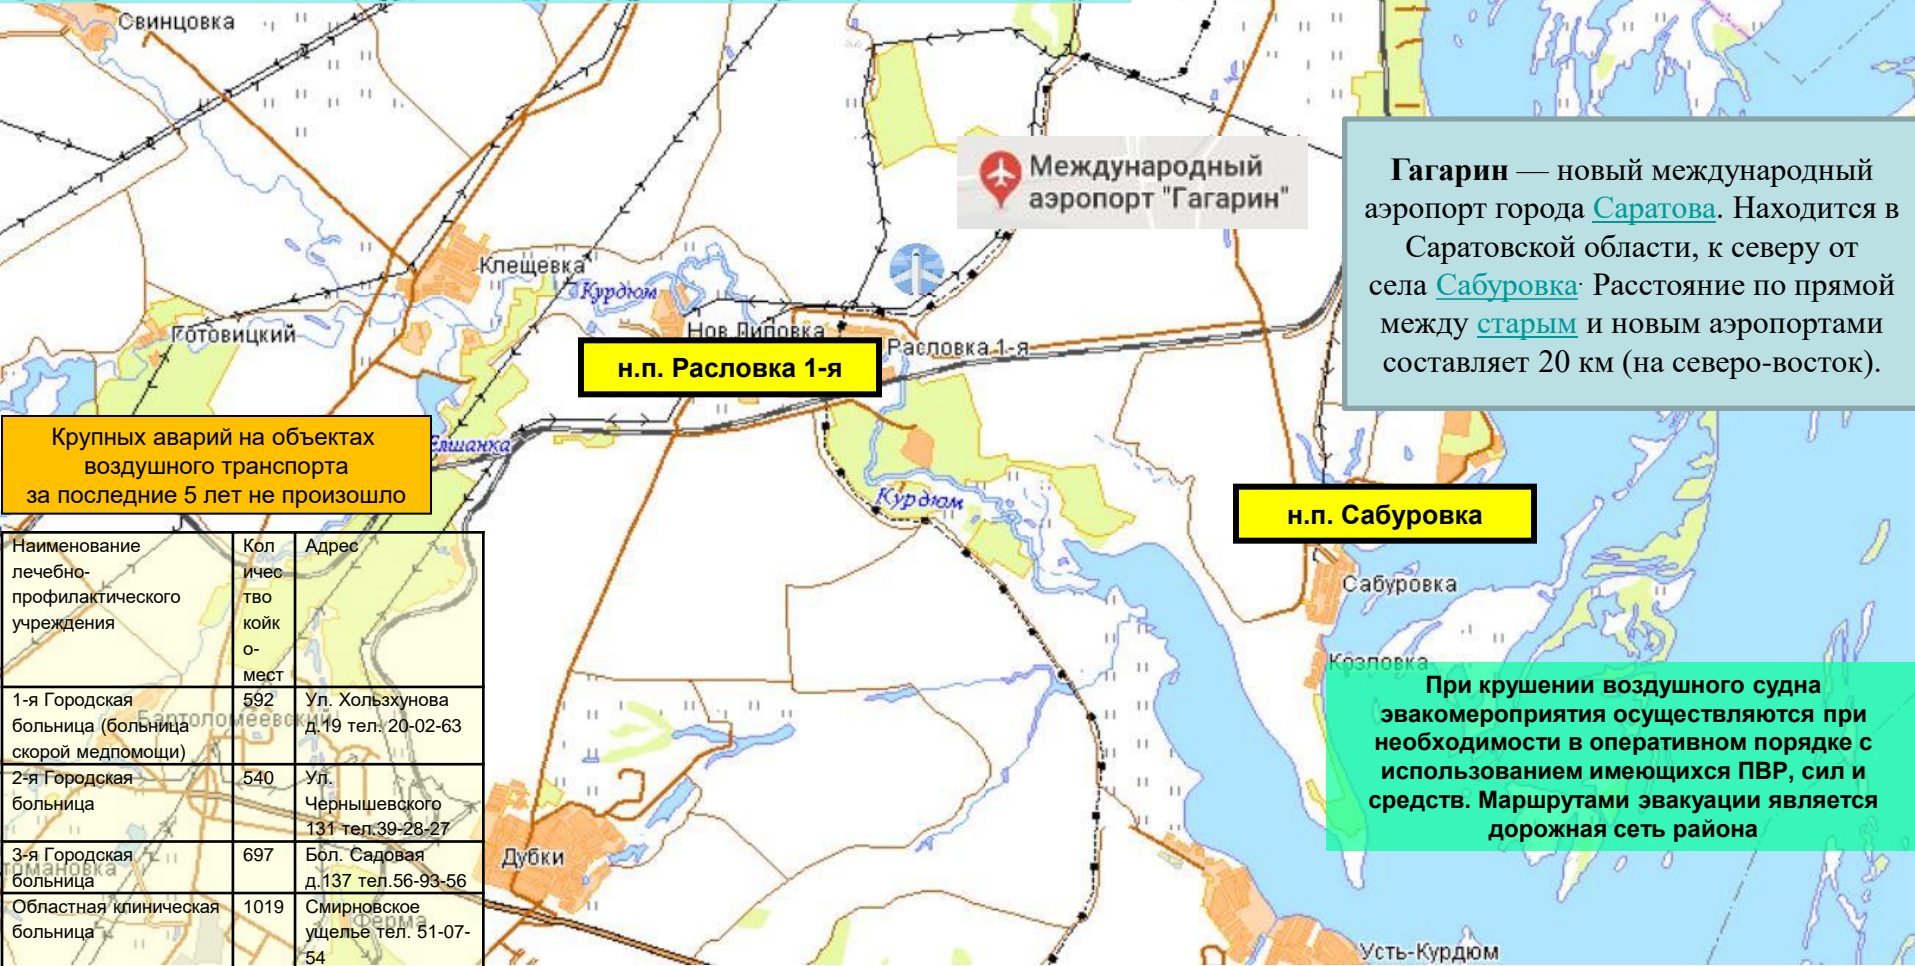 Свинцовка
Международный
аэропорт "Гагарин"
Гагарин — новый международный
аэропорт города Саратова. Находится в
Саратовской области, к северу от
села Сабуровка. Расстояние по прямой
между старым и новым аэропортами
составляет 20 км (на северо-восток).
Клещевка
Курдюм
Готовицкий
Нов.Липовка
Расловка 1-я
н.п. Расловка 1-я
Крупных аварий на объектах
воздушного транспорта
за последние 5 лет не произошло
Елшанка
Курдюм
н.п. Сабуровка
Сабуровка
Козловка
Наименование
лечебно-
профилактического
учреждения
Кол
ичес
тво
койк
о-
мест
Адрес
1-я Городская
больница (больница
скорой медпомощи)
592
Ул. Хользхунова
д.19 тел. 20-02-63
Бартоломеевский
2-я Городская
больница
540
Ул.
Чернышевского
131 тел.39-28-27
3-я Городская
больница
697
Бол. Садовая
д.137 тел.56-93-56
Областная клиническая
больница
1019
Смирновское
ущелье тел. 51-07-
54
Ферма
При крушении воздушного судна
эвакомероприятия осуществляются при
необходимости в оперативном порядке с
использованием имеющихся ПВР, сил и
средств. Маршрутами эвакуации является
дорожная сеть района
Дубки
Усть-Курдюм